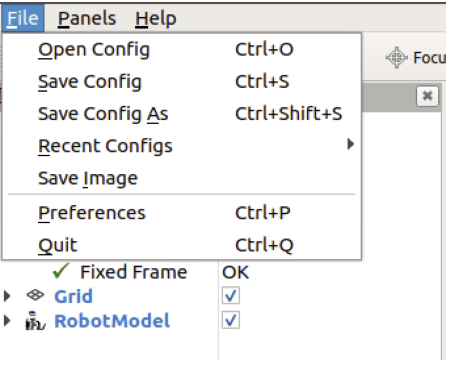 File Panels Help
Open Config Ctrl+O
Save Config Ctrl+S
Save Config As Ctrl+Shift+S
Recent Configs
Save Image
Preferences Ctrl+P
Quit Ctrl+Q
Focu
Fixed Frame OK
Grid
RobotModel